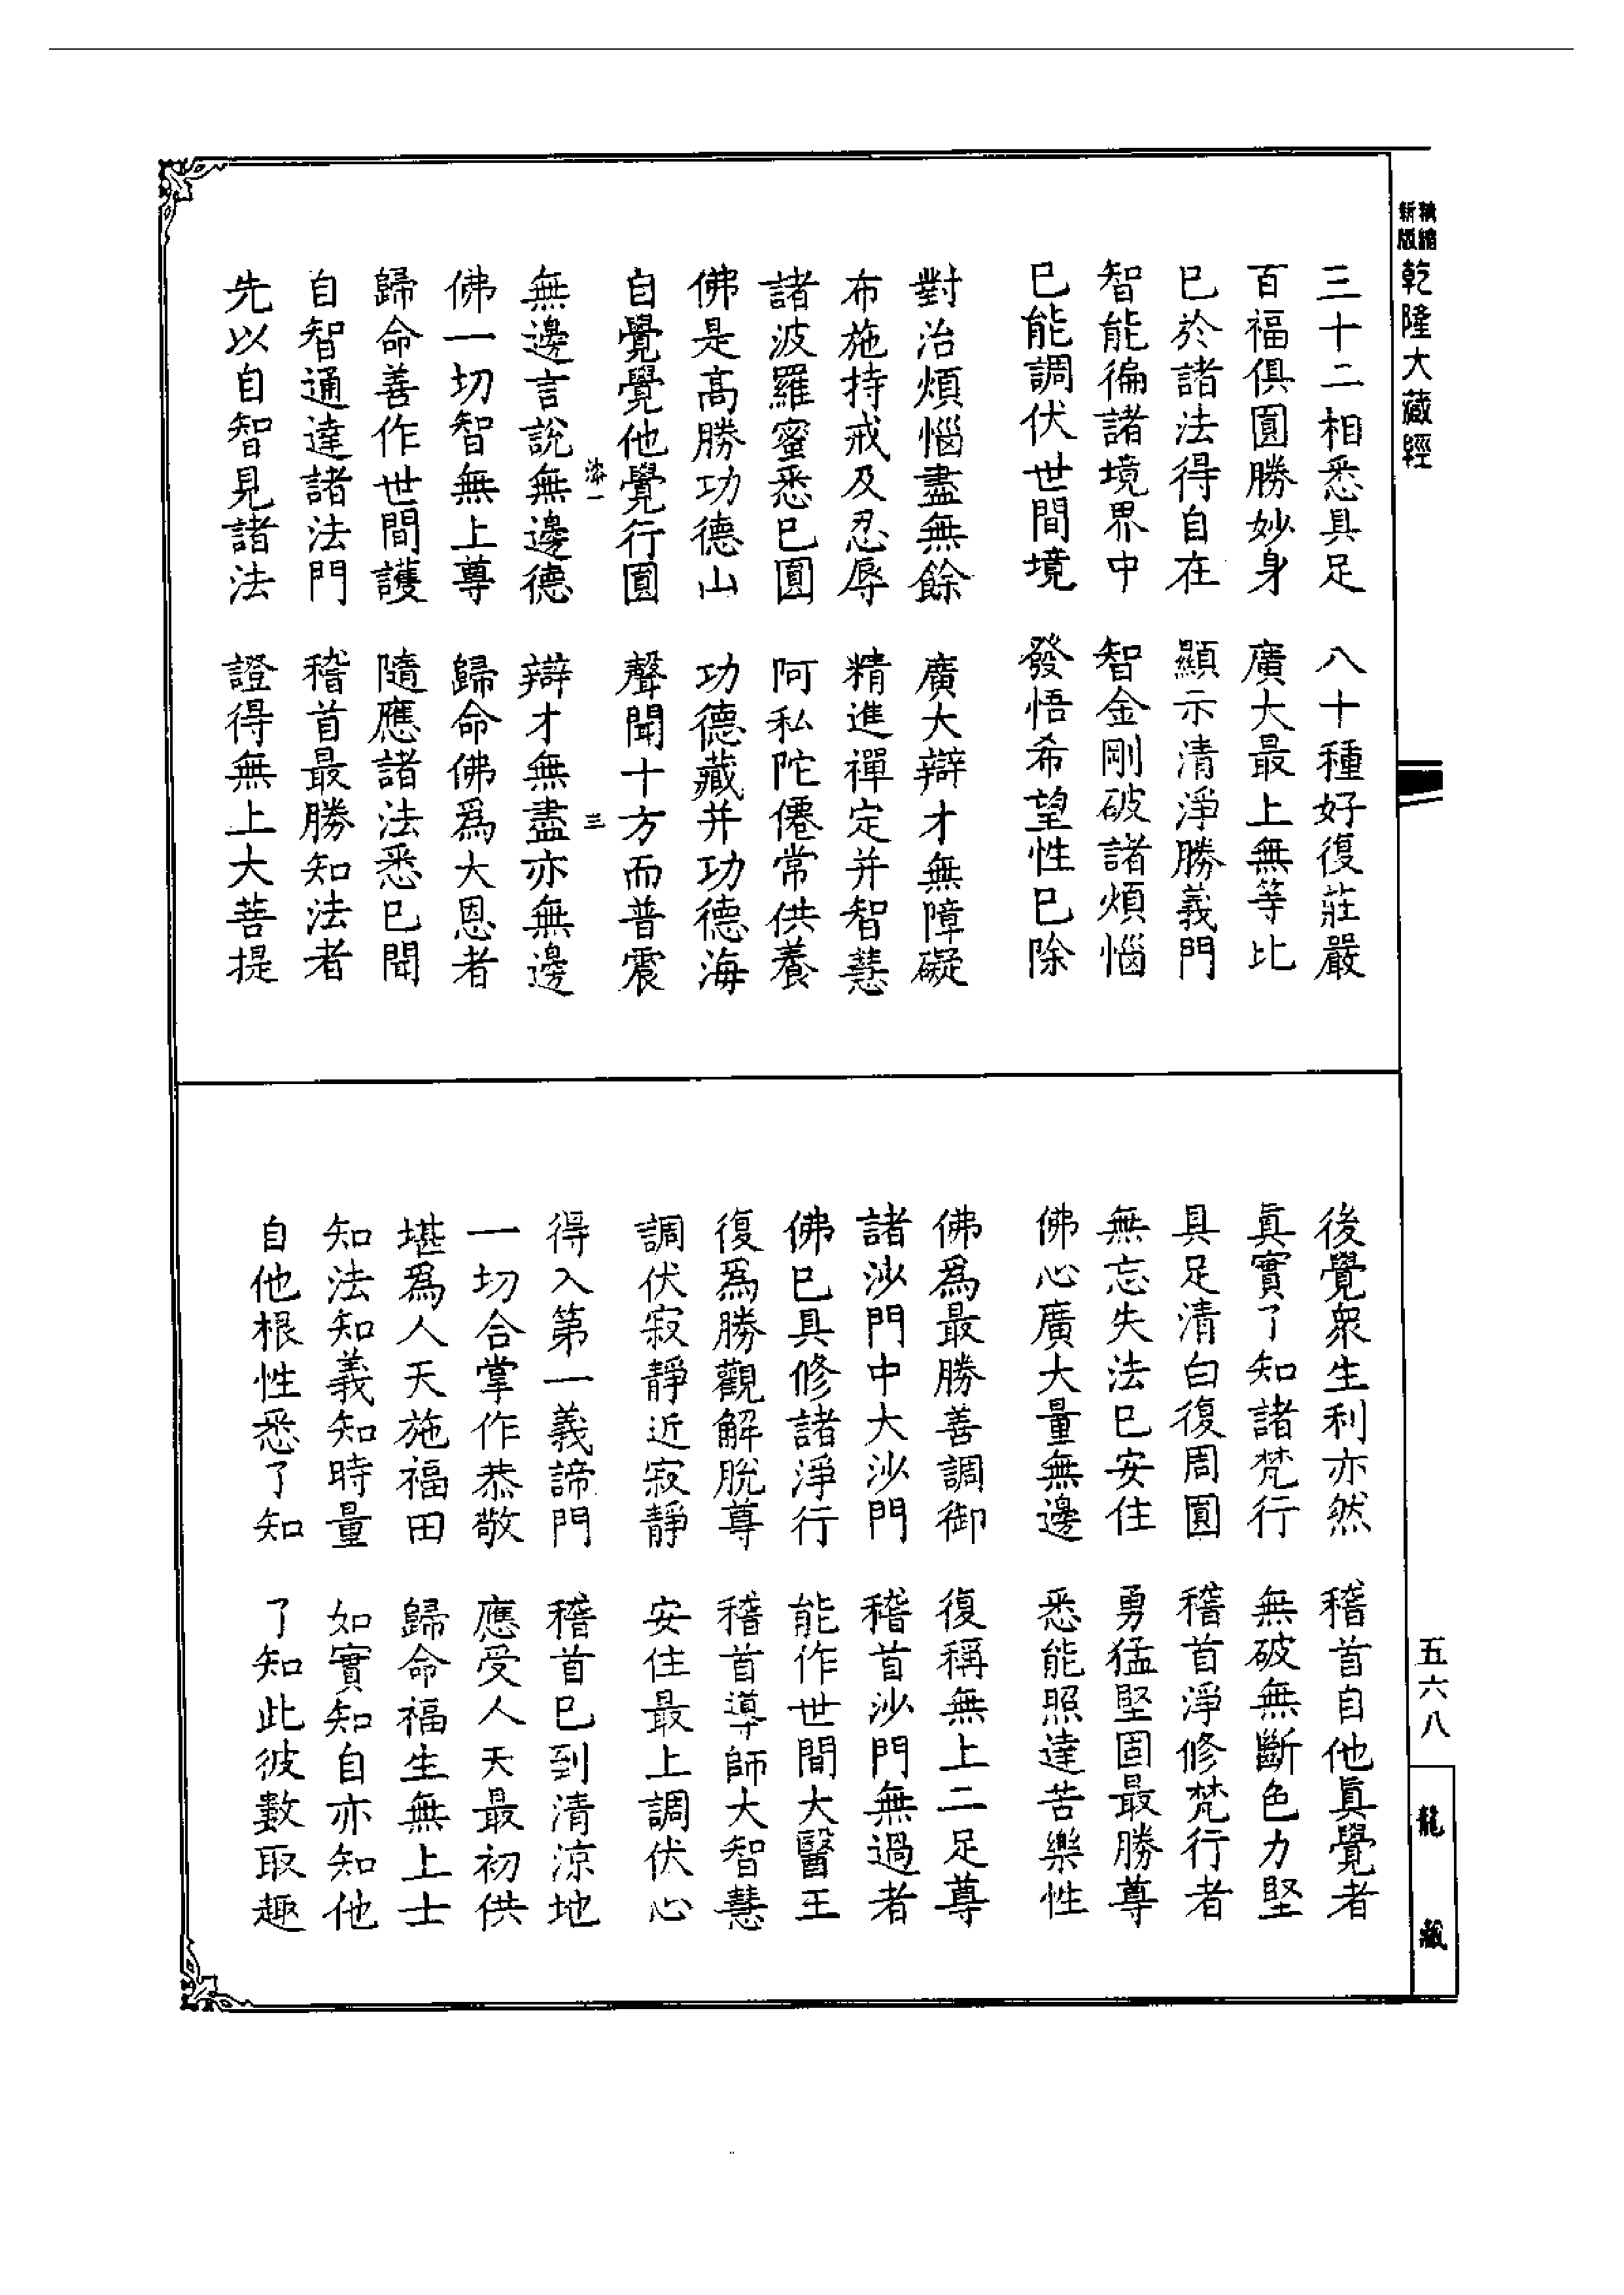 新版 精縮 乾隆大藏經
三十二相悉具足 八十種好復莊嚴
百福俱圓勝妙身 廣大最上無等比
已於諸法得自在 顯示清淨勝義門
智能徧諸境界中 智金剛破諸煩惱
已能調伏世間境 發悟希望性已除
對治煩惱盡無餘 廣大辯才無障礙
布施持戒及忍辱 精進禪定并智慧
諸波羅蜜悉已圓 阿私陀僊常供養
佛是高勝功德山 功德藏并功德海
自覺覺他覺行圓 聲聞十方而普震
漆一 三
無邊言說無邊德 辯才無盡亦無邊
佛一切智無上尊 歸命佛爲大恩者
歸命善作世間護 隨應諸法悉已聞
自智通達諸法門 稽首最勝知法者
先以自智見諸法 證得無上大菩提
後覺衆生利亦然 稽首自他眞覺者
眞實了知諸梵行 無破無斷色力堅
具足清白復周圓 稽首淨修梵行者
無忘失法已安住 勇猛堅固最勝尊
佛心廣大量無邊 悉能照達苦樂性
佛爲最勝善調御 復稱無上二足尊
諸沙門中大沙門 稽首沙門無過者
佛已具修諸淨行 能作世間大醫王
復爲勝觀解脫尊 稽首導師大智慧
調伏寂靜近寂靜 安住最上調伏心
得入第一義諦門 稽首已到清涼地
一切合掌作恭敬 應受人天最初供
堪爲人天施福田 歸命福生無上士
知法知義知時量 如實知自亦知他
自他根性悉了知 了知此彼數取趣
五六八
龍藏